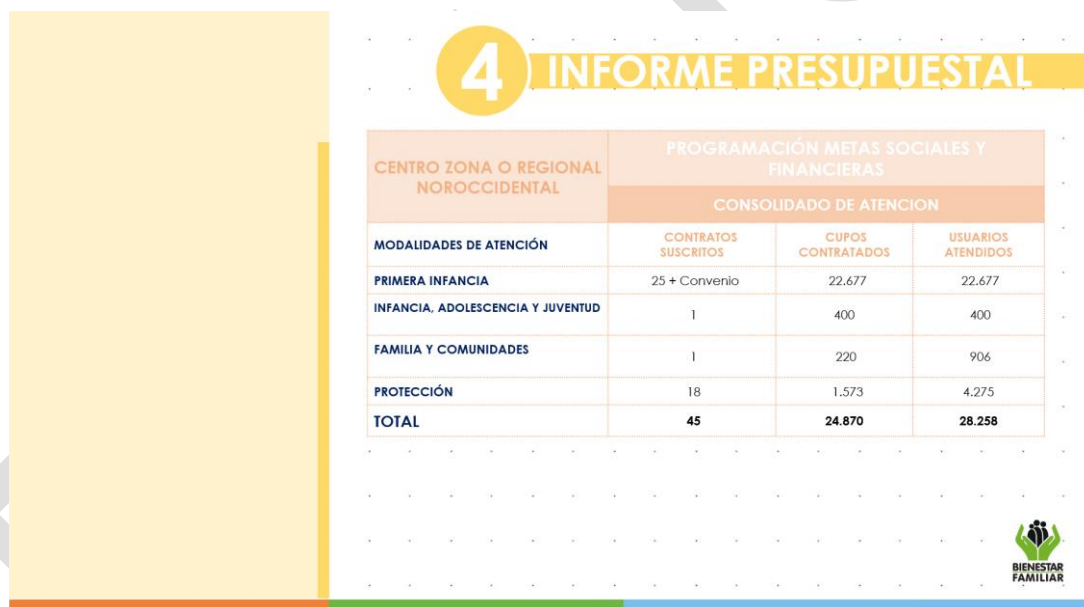 4 INFORME PRESUPUESTAL
CENTRO ZONA O REGIONAL
NOROCCIDENTAL
PROGRAMACIÓN METAS SOCIALES Y
FINANCIERAS
CONSOLIDADO DE ATENCION
MODALIDADES DE ATENCIÓN
CONTRATOS
SUSCRITOS
CUPOS
CONTRATADOS
USUARIOS
ATENDIDOS
PRIMERA INFANCIA 25 + Convenio 22.677 22.677
INFANCIA, ADOLESCENCIA Y JUVENTUD 1 400 400
FAMILIA Y COMUNIDADES 1 220 906
PROTECCIÓN 18 1.573 4.275
TOTAL 45 24.870 28.258
BIENESTAR
FAMILIAR